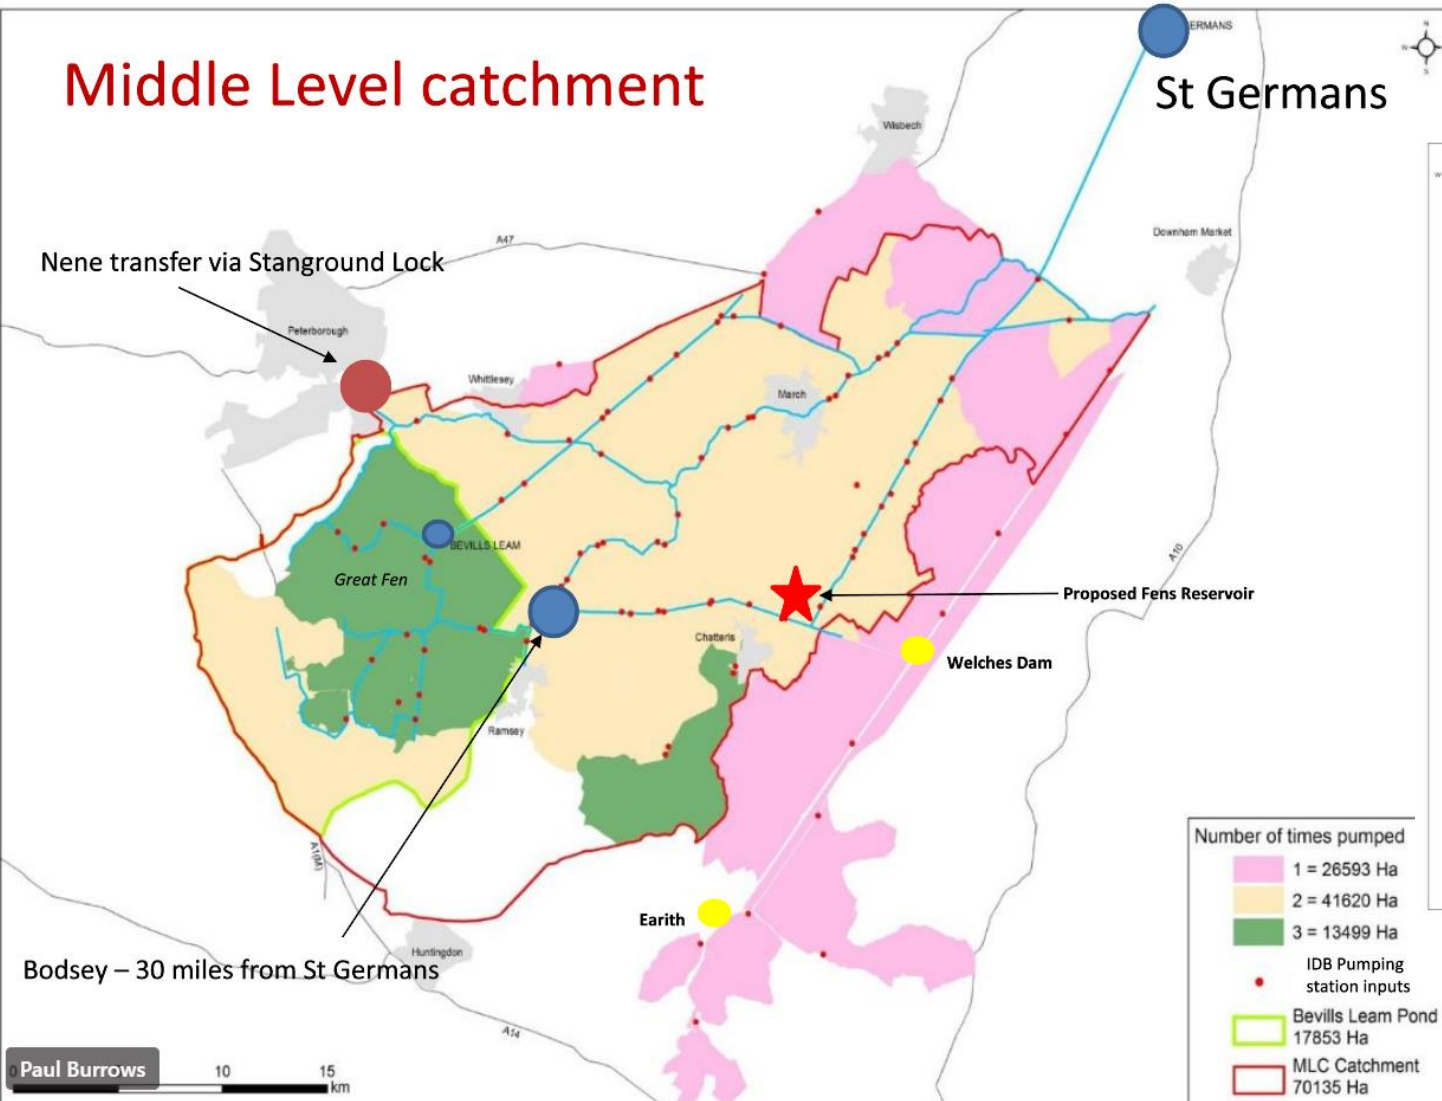 Middle Level catchment
ERMANS
St Germans
N
W
S
Wisbech
W
Downham Market
A47
Nene transfer via Stanground Lock
Peterborough
Whittlesey
March
BEVILLS LEAM
A10
Great Fen
Proposed Fens Reservoir
Chatteris
Welches Dam
Ramsey
A1(M)
Earith
Huntingdon
Bodsey – 30 miles from St Germans
A14
Number of times pumped
1 = 26593 Ha
2 = 41620 Ha
3 = 13499 Ha
IDB Pumping
station inputs
Bevills Leam Pond
17853 Ha
MLC Catchment
70135 Ha
Paul Burrows
10
15
km